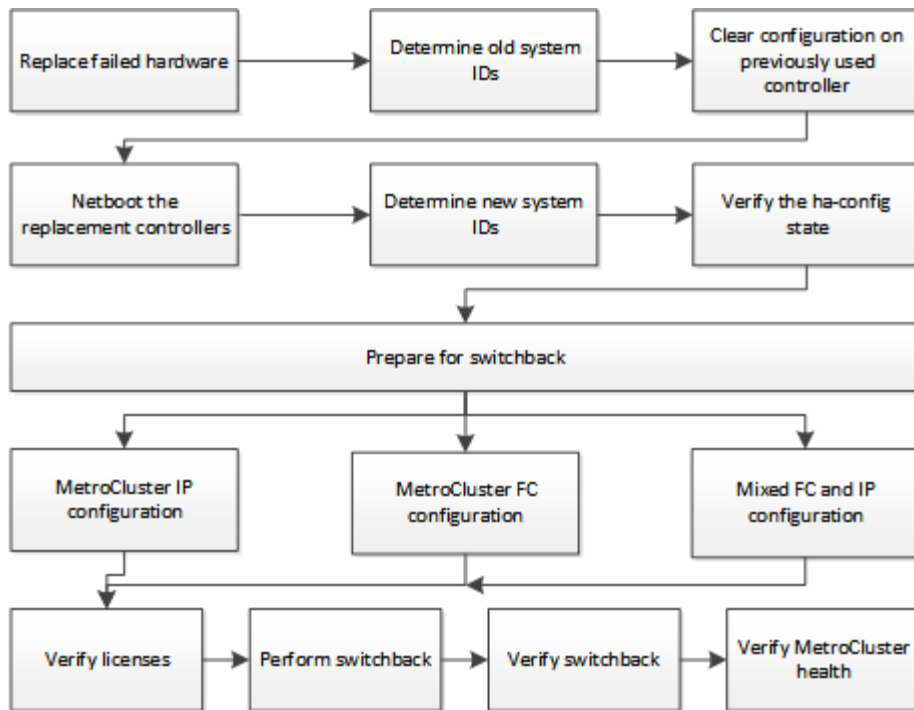 Replace failed hardware
Determine old system
IDs
Clear configuration on
previously used
controller
Netboot the
replacement controllers
Determine new system
IDs
Verify the ha-config
state
Prepare for switchback
MetroCluster IP
configuration
MetroCluster FC
configuration
Mixed FC and IP
configuration
Verify licenses
Perform switchback
Verify switchback
Verify MetroCluster
health